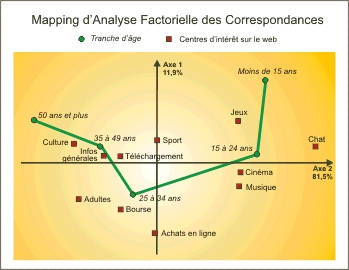 Mapping d'Analyse Factorielle des Correspondances
Tranche d'âge
Centres d'intérêt sur le web
Axe 1
11,9%
Moins de 15 ans
50 ans et plus
Jeux
Culture
35 à 49 ans
Sport
Chat
Infos
générales
Téléchargement
15 à 24 ans
Axe 2
81,5%
Cinéma
Musique
Adultes
25 à 34 ans
Bourse
Achats en ligne